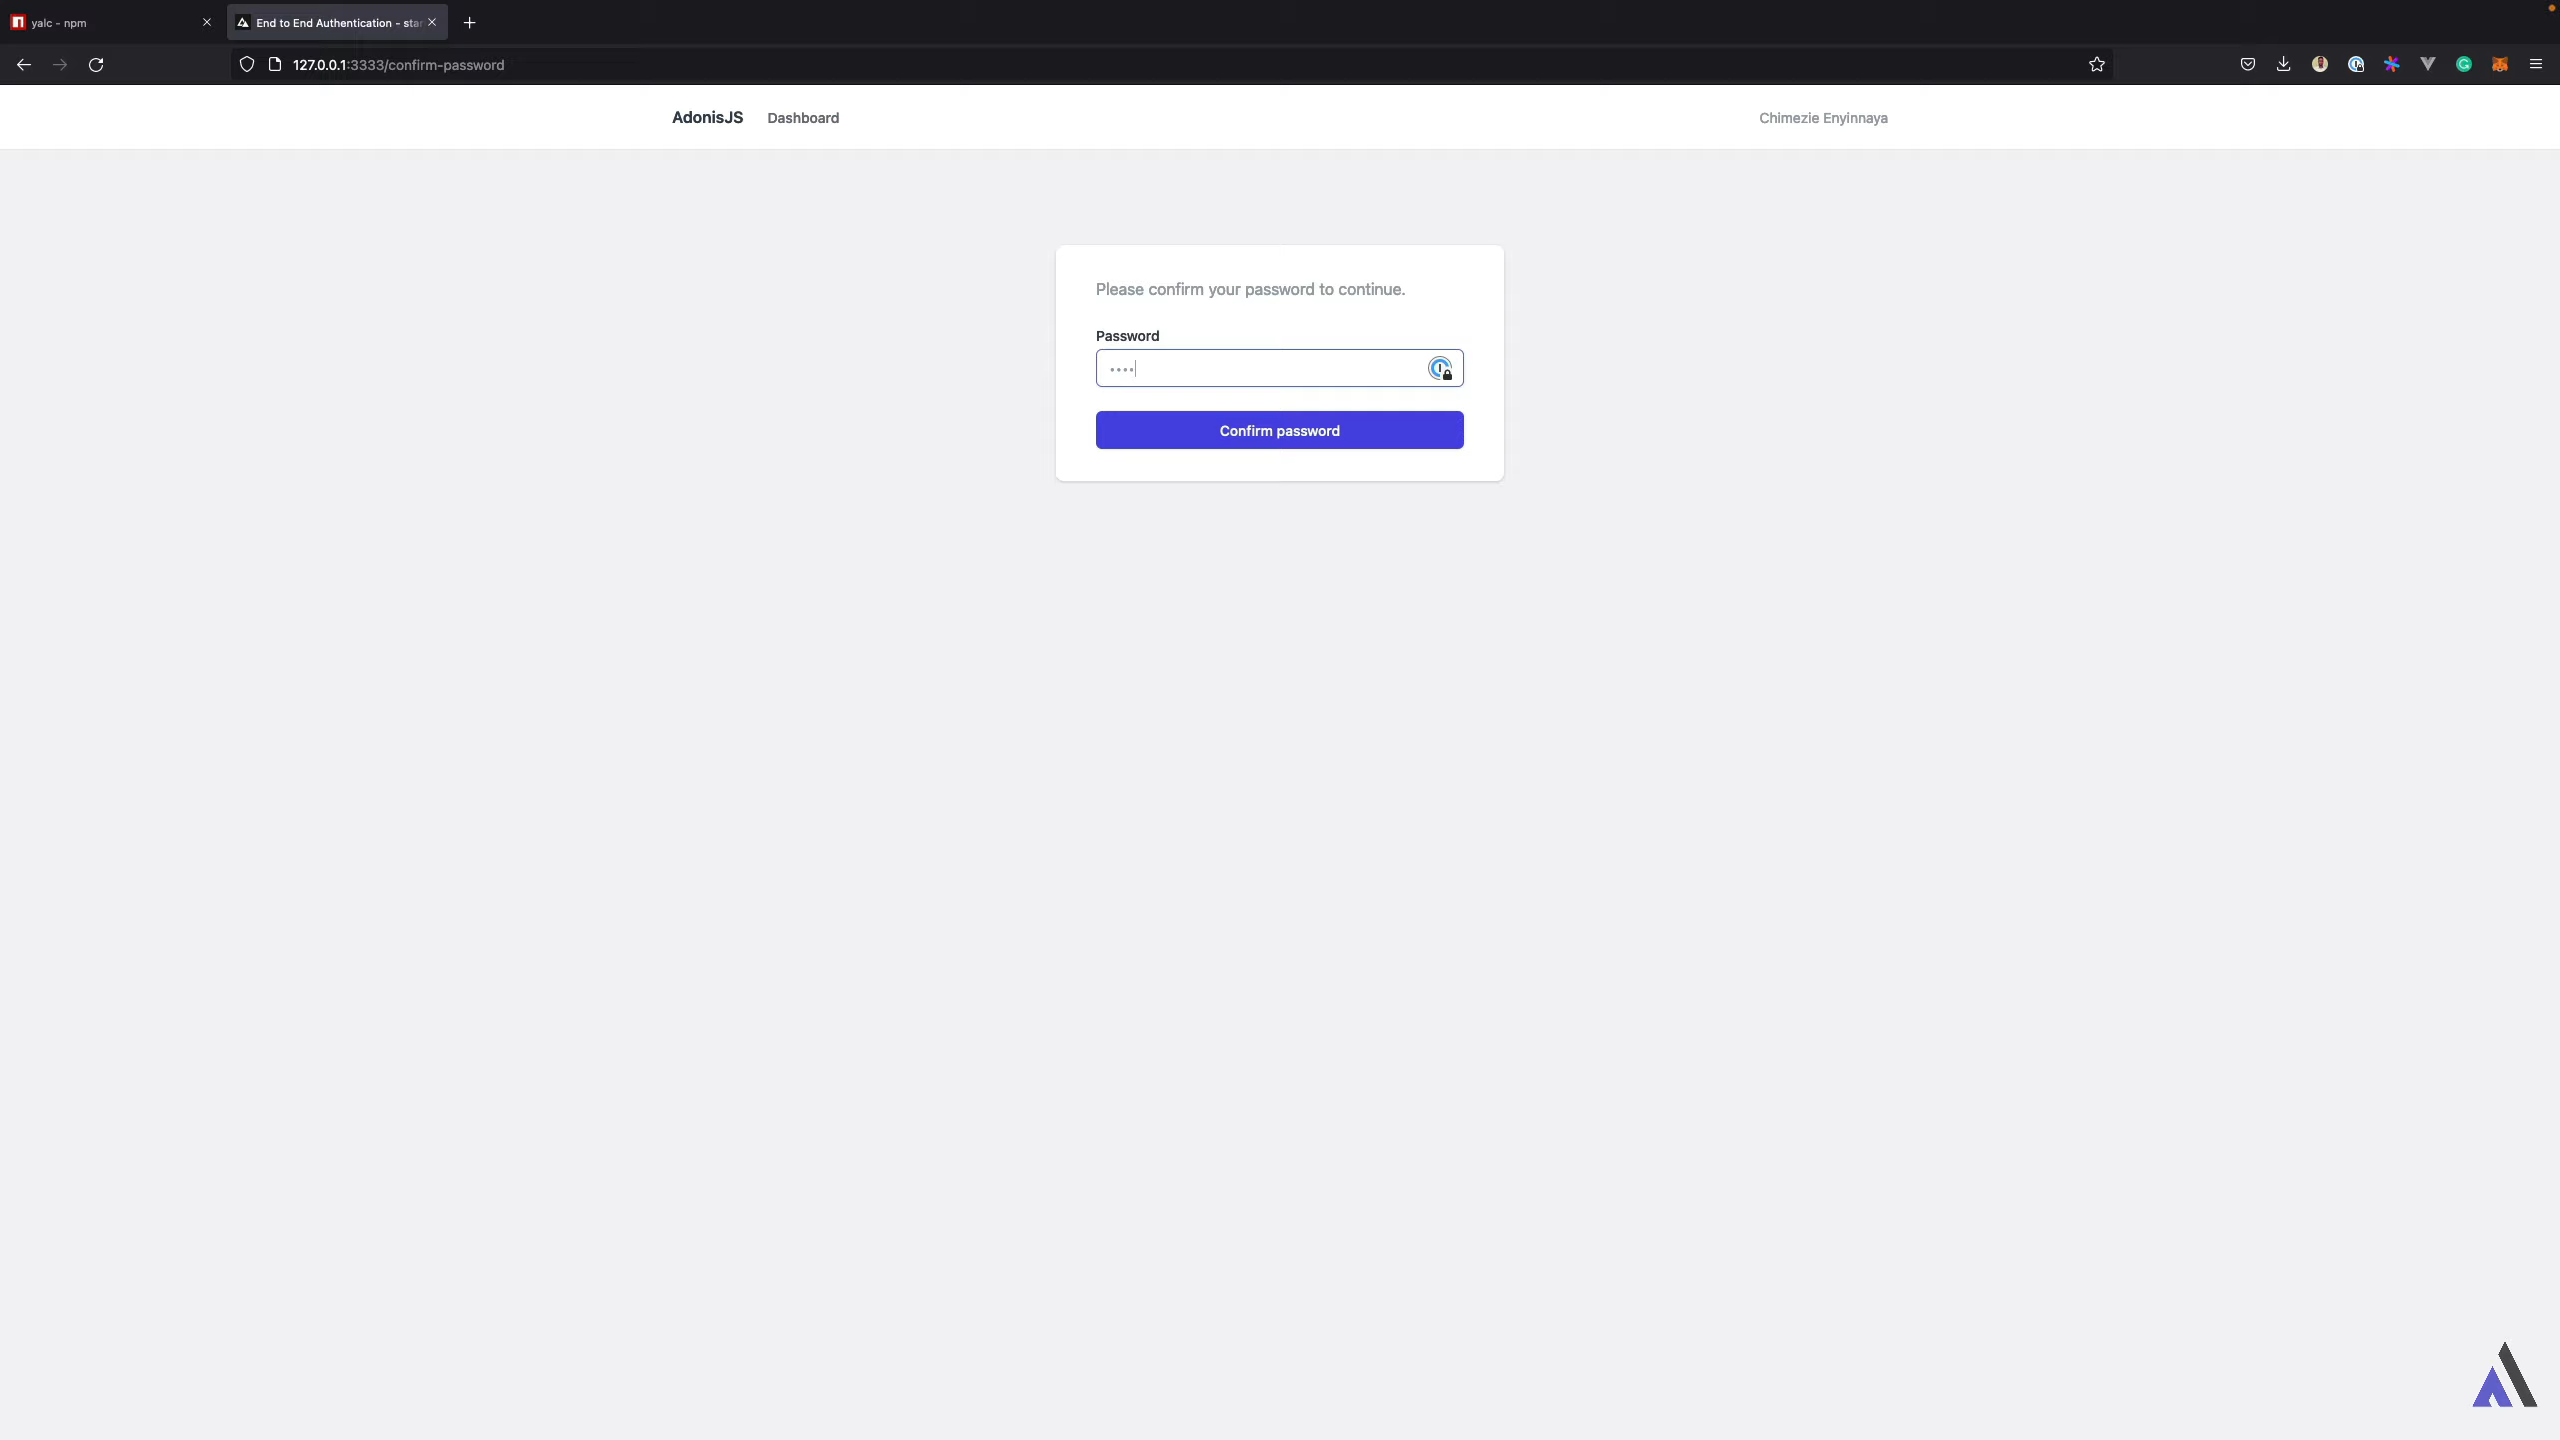 yalc - npm
End to End Authentication - star
127.0.0.1:3333/confirm-password
AdonisJS
Dashboard
Chimezie Enyinnaya
Please confirm your password to continue.
Password
••••
Confirm password